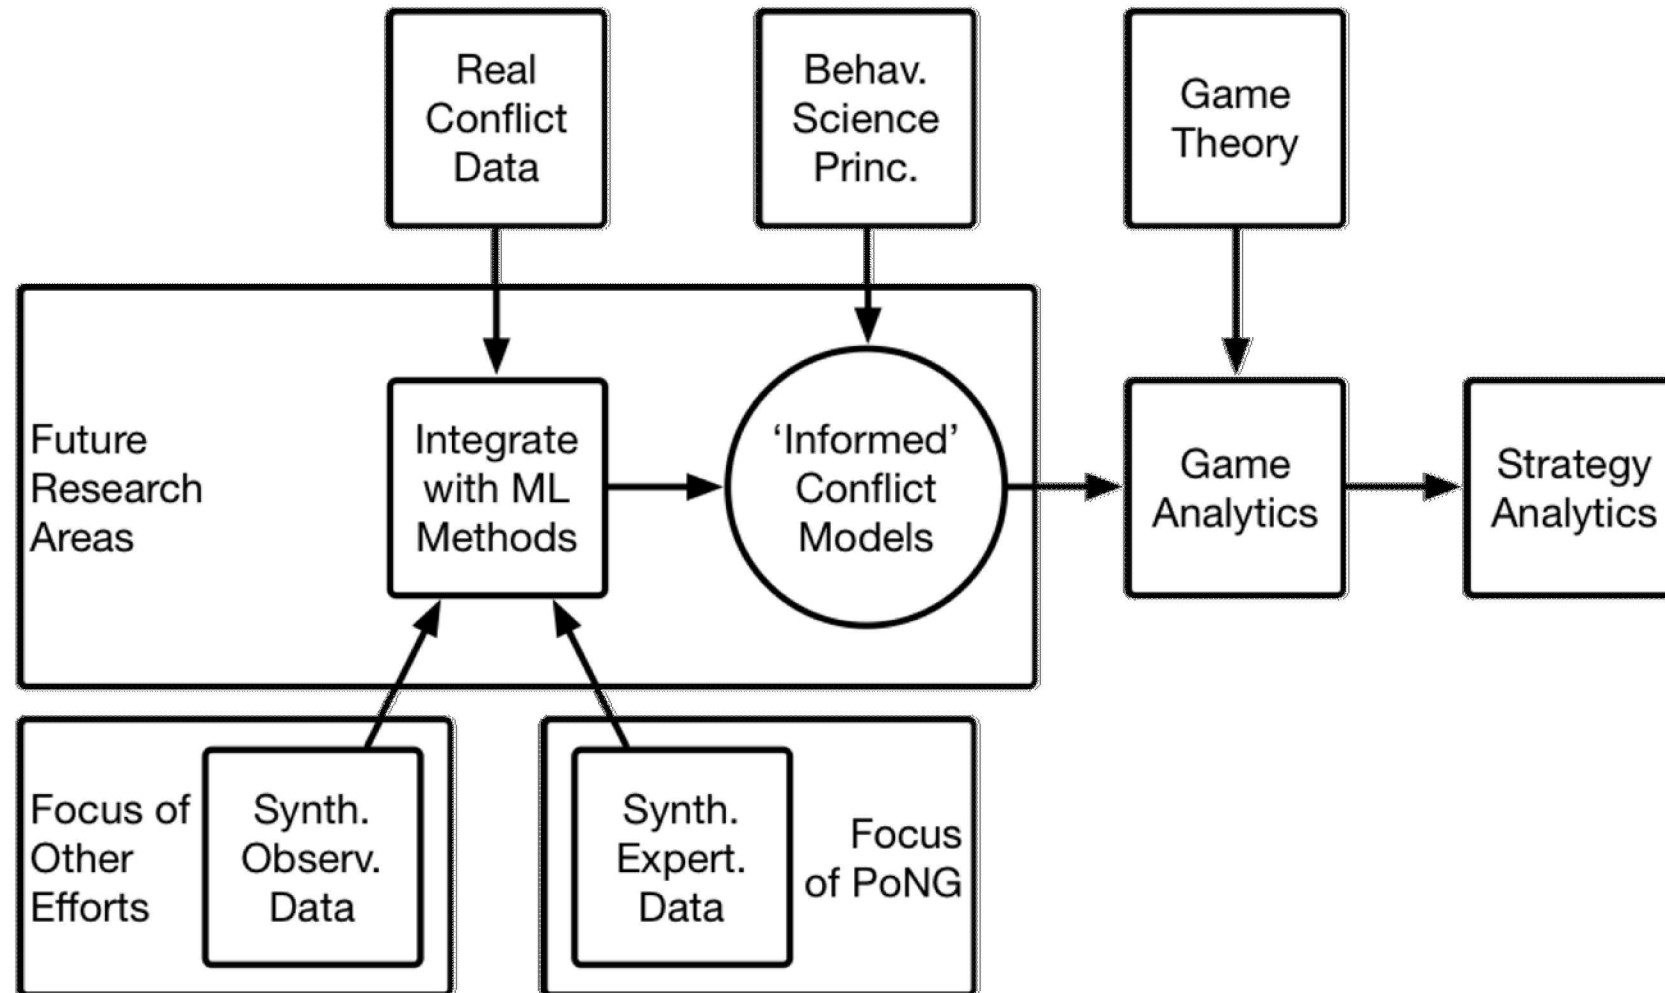 Real
Conflict
Data
Behav.
Science
Princ.
Game
Theory
Future
Research
Areas
Integrate
with ML
Methods
‘Informed’
Conflict
Models
Game
Analytics
Strategy
Analytics
Focus of
Other
Efforts
Synth.
Observ.
Data
Synth.
Expert.
Data
Focus
of PoNG